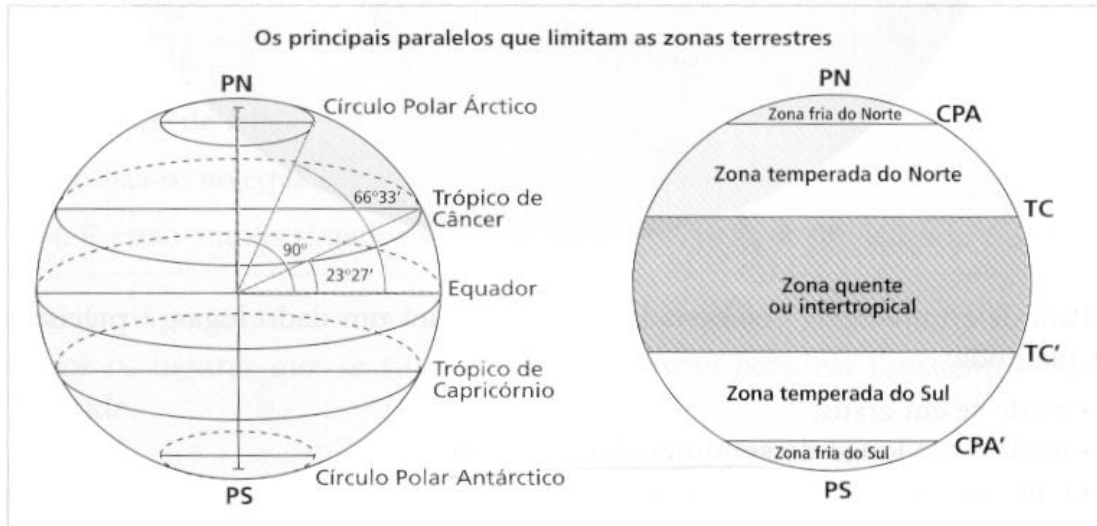 Os principais paralelos que limitam as zonas terrestres
PN
Círculo Polar Árctico
66°33'
Trópico de
Câncer
90°
23°27'
Equador
Trópico de
Capricórnio
Círculo Polar Antárctico
PS
PN
Zona fria do Norte
CPA
Zona temperada do Norte
TC
Zona quente
ou intertropical
TC'
Zona temperada do Sul
CPA'
Zona fria do Sul
PS